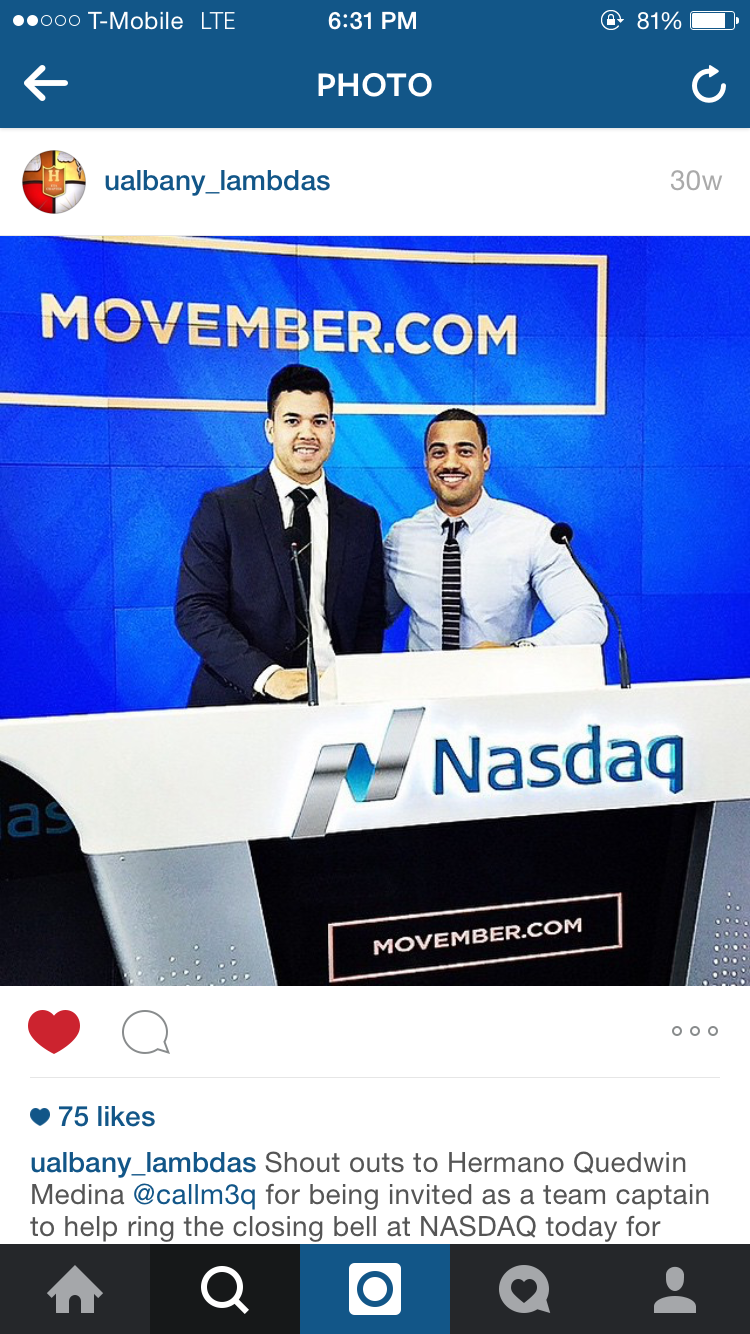 T-Mobile LTE 6:31 PM 81%
PHOTO
ualbany_lambdas 30w
MOVEMBER.COM
Nasdaq
as
MOVEMBER.COM
75 likes
ualbany_lambdas Shout outs to Hermano Quedwin
Medina @callm3q for being invited as a team captain
to help ring the closing bell at NASDAQ today for